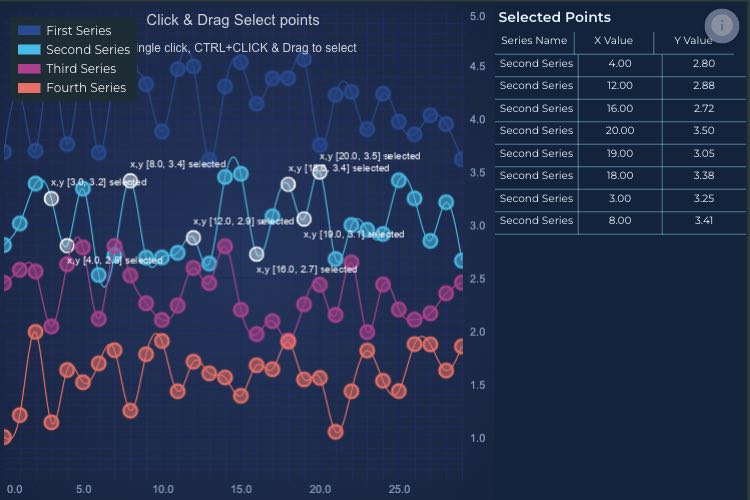 Click & Drag Select points
ingle click, CTRL+CLICK & Drag to select
First Series
Second Series
Third Series
Fourth Series
5.0
4.5
4.0
3.5
3.0
2.5
2.0
1.5
1.0
0.0
5.0
10.0
15.0
20.0
25.0
x,y [20.0, 3.5] selected
x,y [8.0, 3.4] selected
3.4] selected
x,y [3.0, 3.2] selected
x,y [12.0, 2.9] selected
x,y [19.0, 3.1] selected
x,y [4.0, 2.8] selected
x,y [16.0, 2.7] selected
Selected Points
Series Name X Value Y Value
Second Series 4.00 2.80
Second Series 12.00 2.88
Second Series 16.00 2.72
Second Series 20.00 3.50
Second Series 19.00 3.05
Second Series 18.00 3.38
Second Series 3.00 3.25
Second Series 8.00 3.41